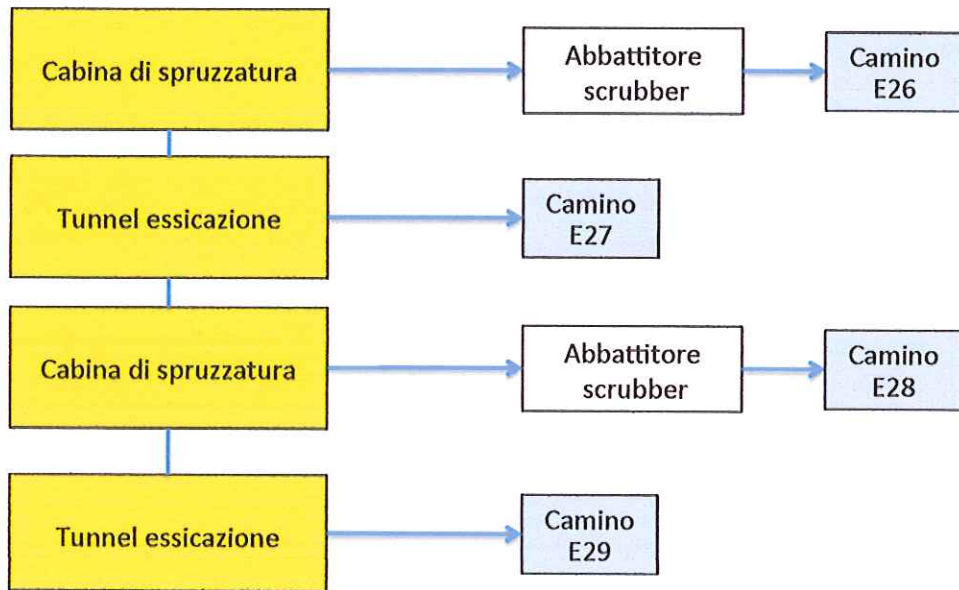 Cabina di spruzzatura
Abbattitore
scrubber
Camino
E26
Tunnel essicazione
Camino
E27
Cabina di spruzzatura
Abbattitore
scrubber
Camino
E28
Tunnel essicazione
Camino
E29